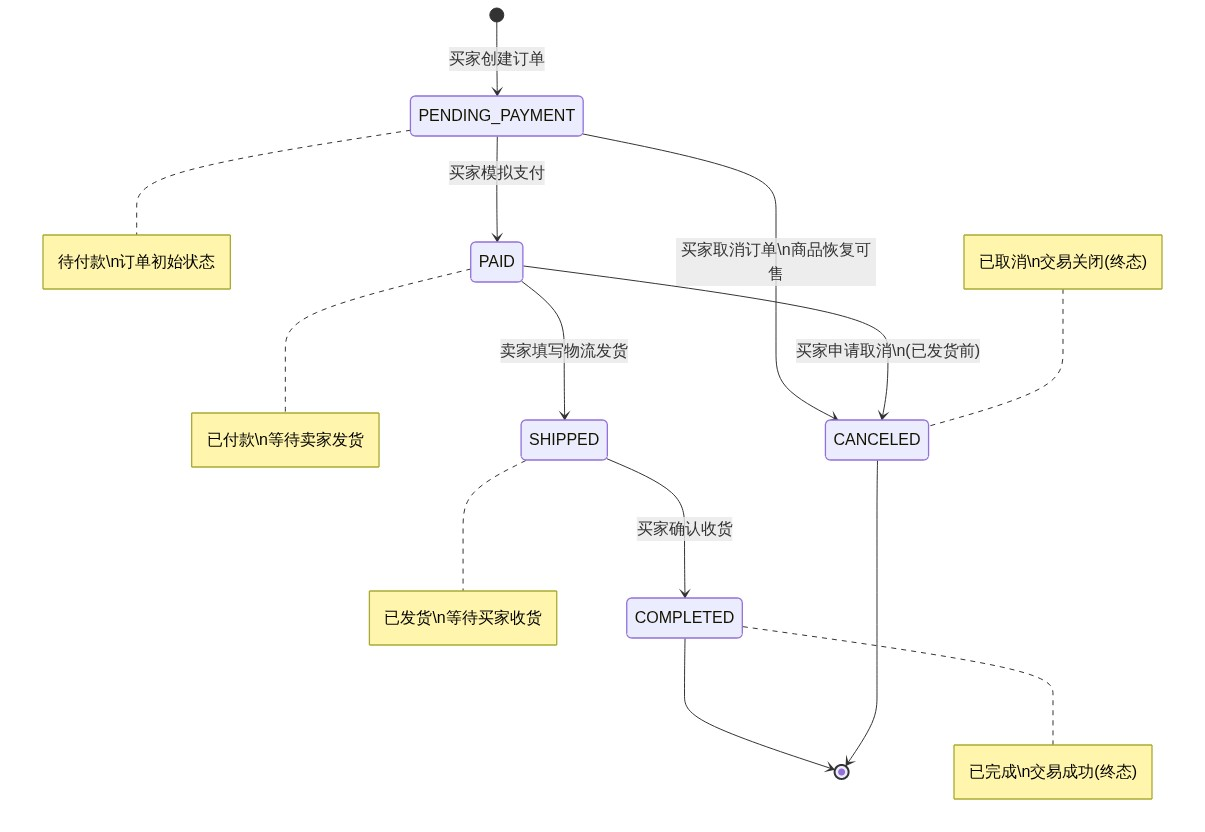 买家创建订单
PENDING_PAYMENT
买家模拟支付
待付款\n订单初始状态
PAID
买家取消订单\n商品恢复可
售
已取消\n交易关闭(终态)
卖家填写物流发货
买家申请取消\n(已发货前)
已付款\n等待卖家发货
SHIPPED
CANCELED
买家确认收货
已发货\n等待买家收货
COMPLETED
已完成\n交易成功(终态)